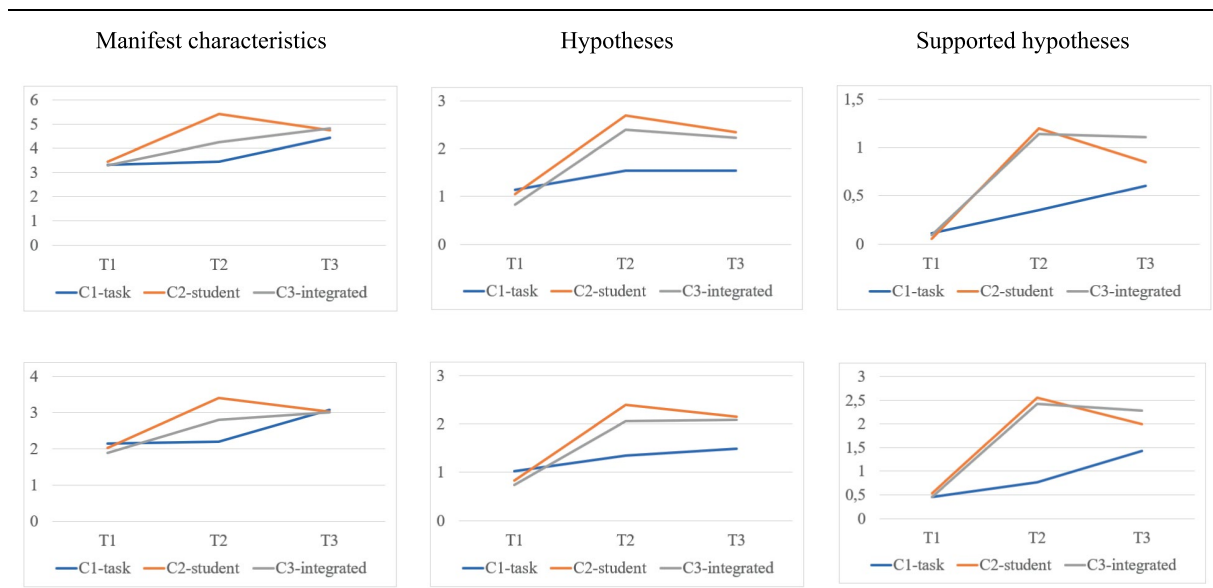 Manifest characteristics
Hypotheses
Supported hypotheses
6
5
4
3
2
1
0
T1 T2 T3
C1-task C2-student C3-integrated
3
2
1
0
T1 T2 T3
C1-task C2-student C3-integrated
1,5
1
0,5
0
T1 T2 T3
C1-task C2-student C3-integrated
4
3
2
1
0
T1 T2 T3
C1-task C2-student C3-integrated
3
2
1
0
T1 T2 T3
C1-task C2-student C3-integrated
3
2,5
2
1,5
1
0,5
0
T1 T2 T3
C1-task C2-student C3-integrated